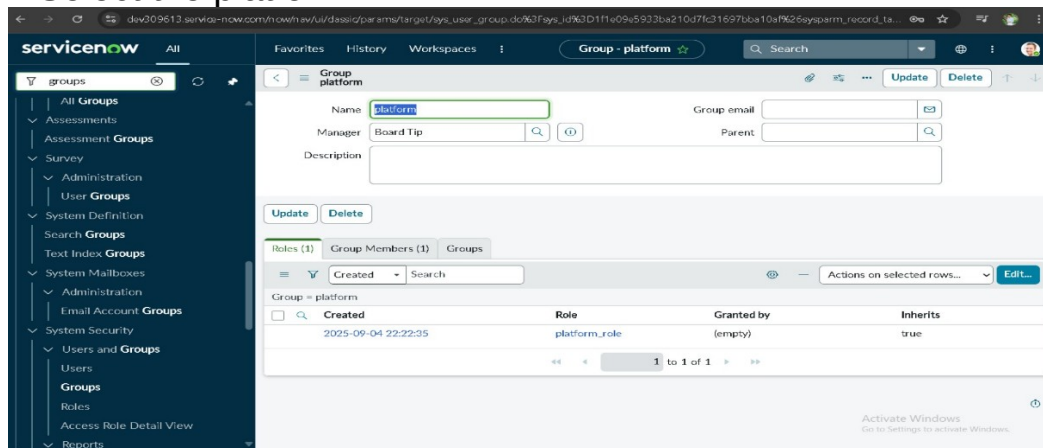 dev309613.service-now.com/now/nav/ui/classic/params/target/sys_user_group.do%3Fsys_id%3D1f1e09e5933ba210d7fc31697bba10af%26sysparm_record_ta...
servicenow All Favorites History Workspaces Group - platform Search
groups
Group
platform
Update Delete
All Groups
Assessments
Assessment Groups
Survey
Administration
User Groups
System Definition
Search Groups
Text Index Groups
System Mailboxes
Administration
Email Account Groups
System Security
Users and Groups
Users
Groups
Roles
Access Role Detail View
Reports
Name platform Group email
Manager Board Tip Parent
Description
Update Delete
Roles (1) Group Members (1) Groups
Created Search Actions on selected rows... Edit...
Group = platform
Created Role Granted by Inherits
2025-09-04 22:22:35 platform_role (empty) true
1 to 1 of 1
Activate Windows
Go to Settings to activate Windows.